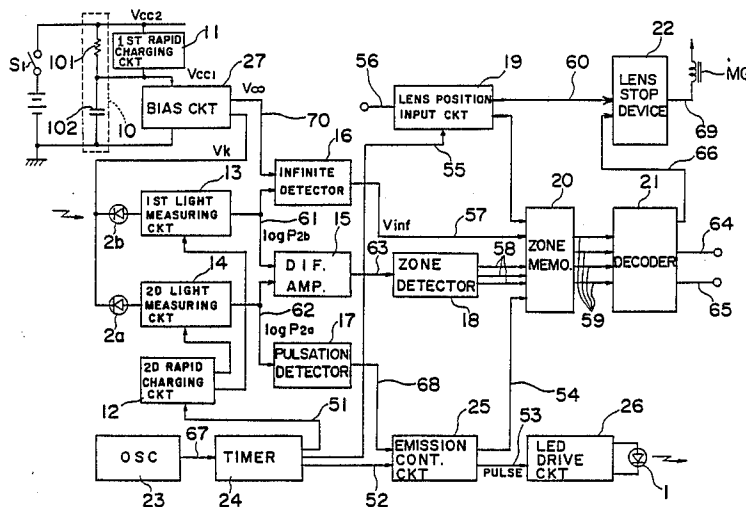 Vcc2
11
S1
101
1ST RAPID
CHARGING
CKT
27
Vcc1
102
10
BIAS CKT
V∞
70
Vk
56
19
LENS POSITION
INPUT CKT
60
22
LENS
STOP
DEVICE
MG
69
55
66
13
1ST LIGHT
MEASURING
CKT
2b
16
INFINITE
DETECTOR
61
log P2b
Vinf
57
20
ZONE
MEMO.
21
DECODER
64
65
14
2D LIGHT
MEASURING
CKT
2a
15
DIF.
AMP.
63
ZONE
DETECTOR
18
58
59
62
log P2a
17
PULSATION
DETECTOR
2D RAPID
CHARGING
CKT
12
51
68
54
67
OSC
23
TIMER
24
52
25
EMISSION
CONT.
CKT
53
PULSE
26
LED
DRIVE
CKT
1